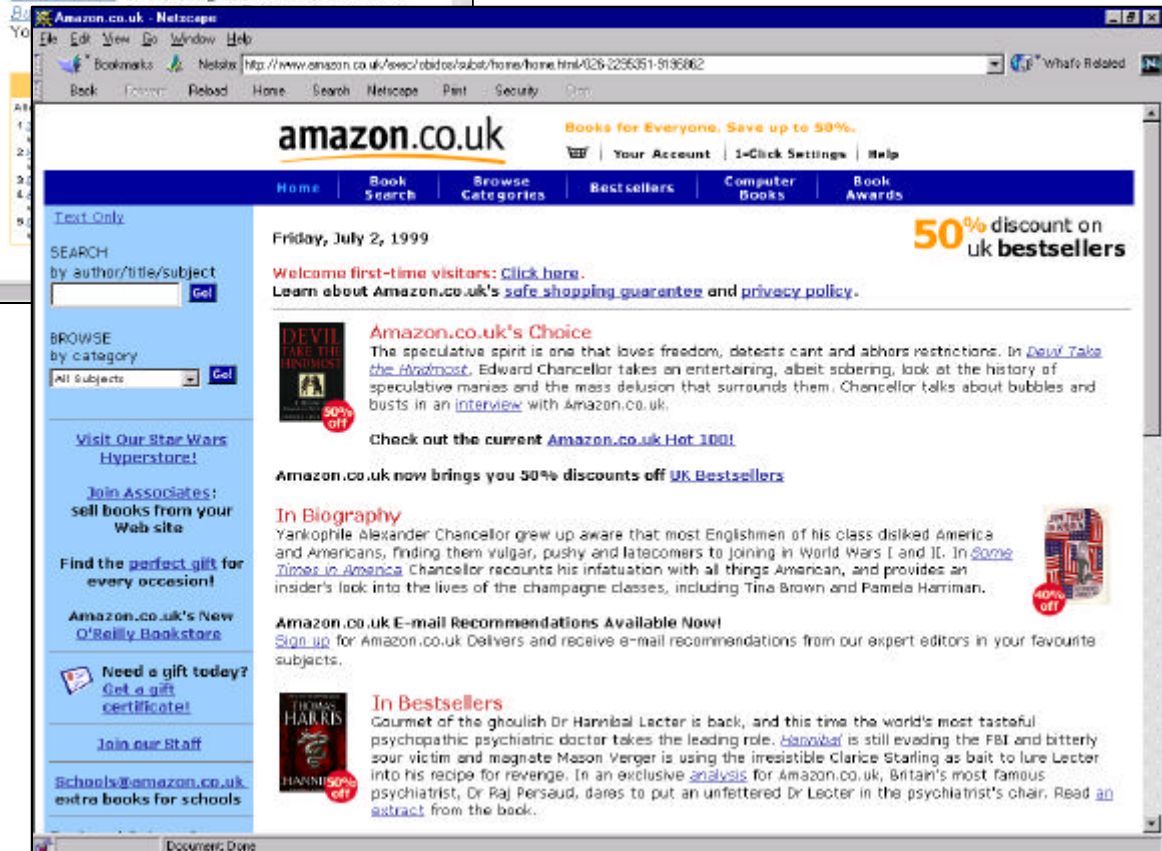 Amazon.co.uk - Netscape
File Edit View Go Window Help
Bookmarks Netsite: http://www.amazon.co.uk/exec/obidos/subst/home/home.html/026-2295351-9196862 What's Related
Back Forward Reload Home Search Netscape Print Security Stop
amazon.co.uk
Books for Everyone. Save up to 50%.
Your Account | 1-Click Settings | Help
Home
Book Search
Browse Categories
Bestsellers
Computer Books
Book Awards
Text Only
SEARCH
by author/title/subject
Go!
BROWSE
by category
All Subjects Go!
Visit Our Star Wars
Hyperstore!
Join Associates:
sell books from your
Web site
Find the perfect gift for
every occasion!
Amazon.co.uk's New
O'Reilly Bookstore
Need a gift today?
Get a gift
certificate!
Join our Staff
Schools@amazon.co.uk
extra books for schools
Friday, July 2, 1999
50% discount on
uk bestsellers
Welcome first-time visitors: Click here.
Learn about Amazon.co.uk's safe shopping guarantee and privacy policy.
DEVIL
TAKE THE
HINDMOST
50%
off
Amazon.co.uk's Choice
The speculative spirit is one that loves freedom, detests cant and abhors restrictions. In Devil Take
the Hindmost, Edward Chancellor takes an entertaining, albeit sobering, look at the history of
speculative manias and the mass delusion that surrounds them. Chancellor talks about bubbles and
busts in an interview with Amazon.co.uk.
Check out the current Amazon.co.uk Hot 100!
Amazon.co.uk now brings you 50% discounts off UK Bestsellers
In Biography
Yankophile Alexander Chancellor grew up aware that most Englishmen of his class disliked America
and Americans, finding them vulgar, pushy and latecomers to joining in World Wars I and II. In Some
Times in America Chancellor recounts his infatuation with all things American, and provides an
insider's look into the lives of the champagne classes, including Tina Brown and Pamela Harriman.
40%
off
Amazon.co.uk E-mail Recommendations Available Now!
Sign up for Amazon.co.uk Delivers and receive e-mail recommendations from our expert editors in your favourite
subjects.
THOMAS
HARRIS
HANNIBAL
50%
off
In Bestsellers
Gourmet of the ghoulish Dr Hannibal Lecter is back, and this time the world's most tasteful
psychopathic psychiatric doctor takes the leading role. Hannibal is still evading the FBI and bitterly
sour victim and magnate Mason Verger is using the irresistible Clarice Starling as bait to lure Lecter
into his recipe for revenge. In an exclusive analysis for Amazon.co.uk, Britain's most famous
psychiatrist, Dr Raj Persaud, dares to put an unfettered Dr Lecter in the psychiatrist's chair. Read an
extract from the book.
Document: Done